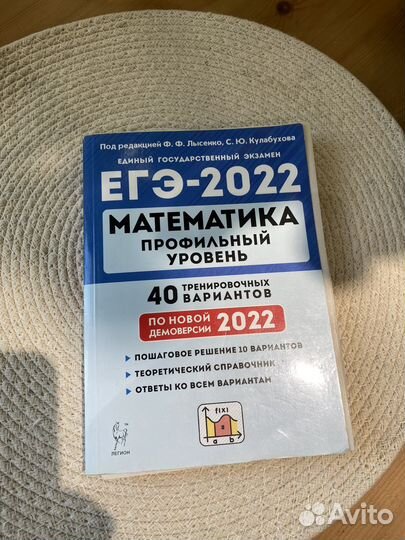 Под редакцией Ф. Ф. Лысенко, С. Ю. Кулабухова
ЕДИНЫЙ ГОСУДАРСТВЕННЫЙ ЭКЗАМЕН
ЕГЭ-2022
МАТЕМАТИКА
ПРОФИЛЬНЫЙ
УРОВЕНЬ
40 ТРЕНИРОВОЧНЫХ
ВАРИАНТОВ
ПО НОВОЙ
ДЕМОВЕРСИИ 2022
• ПОШАГОВОЕ РЕШЕНИЕ 10 ВАРИАНТОВ
• ТЕОРЕТИЧЕСКИЙ СПРАВОЧНИК
• ОТВЕТЫ КО ВСЕМ ВАРИАНТАМ
f(x)
S
a b
ЛЕГИОН
Avito